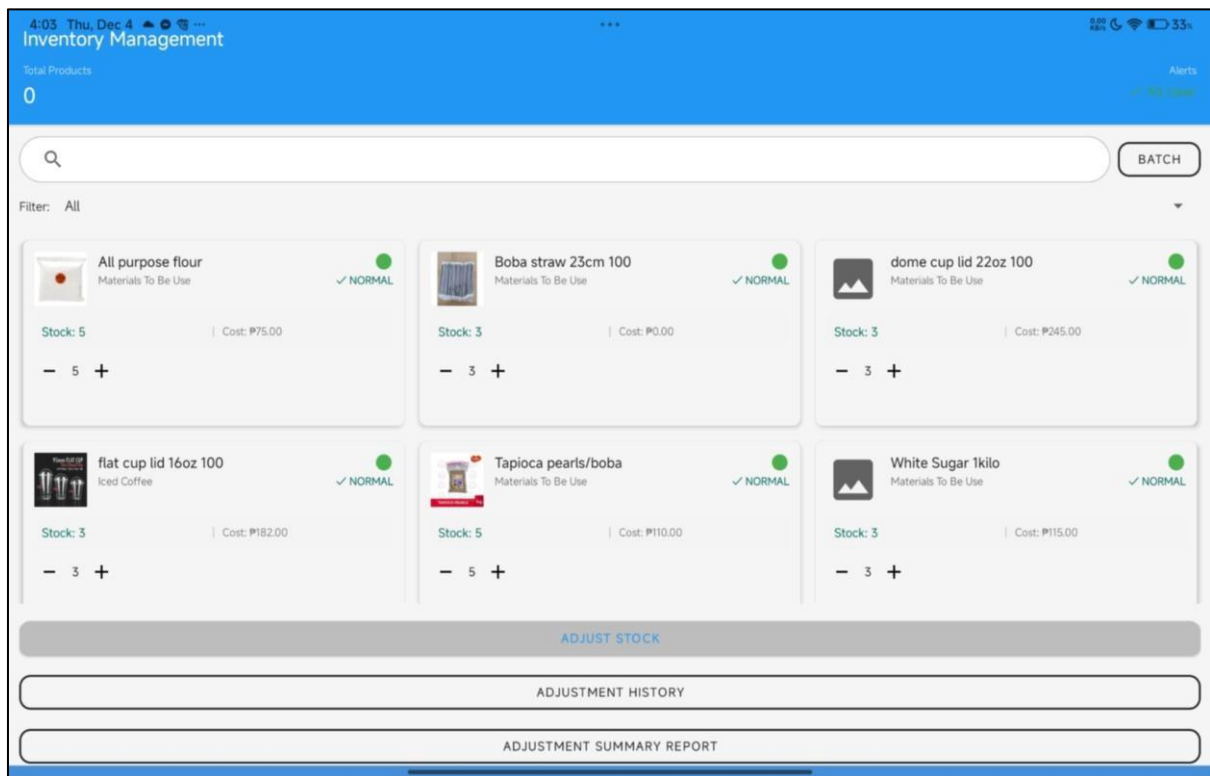 4:03 Thu, Dec 4
0.00 KB/s 33%
Inventory Management
Total Products
Alerts
0
BATCH
Filter: All
All purpose flour
Materials To Be Use
✓ NORMAL
Stock: 5 | Cost: ₱75.00
− 5 +
Boba straw 23cm 100
Materials To Be Use
✓ NORMAL
Stock: 3 | Cost: ₱0.00
− 3 +
dome cup lid 22oz 100
Materials To Be Use
✓ NORMAL
Stock: 3 | Cost: ₱245.00
− 3 +
flat cup lid 16oz 100
Iced Coffee
✓ NORMAL
Stock: 3 | Cost: ₱182.00
− 3 +
Tapioca pearls/boba
Materials To Be Use
✓ NORMAL
Stock: 5 | Cost: ₱110.00
− 5 +
White Sugar 1kilo
Materials To Be Use
✓ NORMAL
Stock: 3 | Cost: ₱115.00
− 3 +
ADJUST STOCK
ADJUSTMENT HISTORY
ADJUSTMENT SUMMARY REPORT